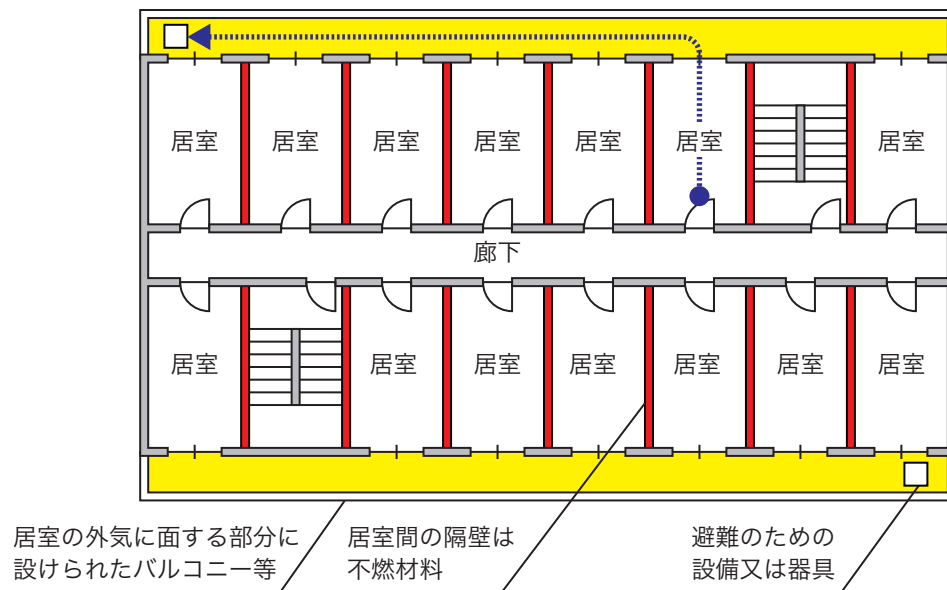 居室 居室 居室 居室 居室 居室 居室
廊下
居室 居室 居室 居室 居室 居室 居室
居室の外気に面する部分に
設けられたバルコニー等
居室間の隔壁は
不燃材料
避難のための
設備又は器具